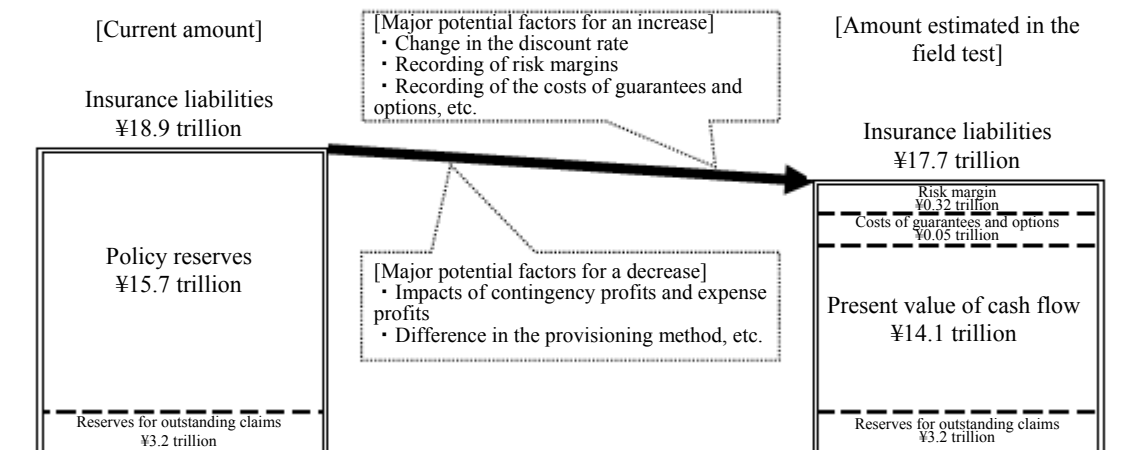 [Current amount]
Insurance liabilities
¥18.9 trillion
Policy reserves
¥15.7 trillion
Reserves for outstanding claims
¥3.2 trillion
[Major potential factors for an increase]
・Change in the discount rate
・Recording of risk margins
・Recording of the costs of guarantees and
options, etc.
[Major potential factors for a decrease]
・Impacts of contingency profits and expense
profits
・Difference in the provisioning method, etc.
[Amount estimated in the
field test]
Insurance liabilities
¥17.7 trillion
Risk margin
¥0.32 trillion
Costs of guarantees and options
¥0.05 trillion
Present value of cash flow
¥14.1 trillion
Reserves for outstanding claims
¥3.2 trillion